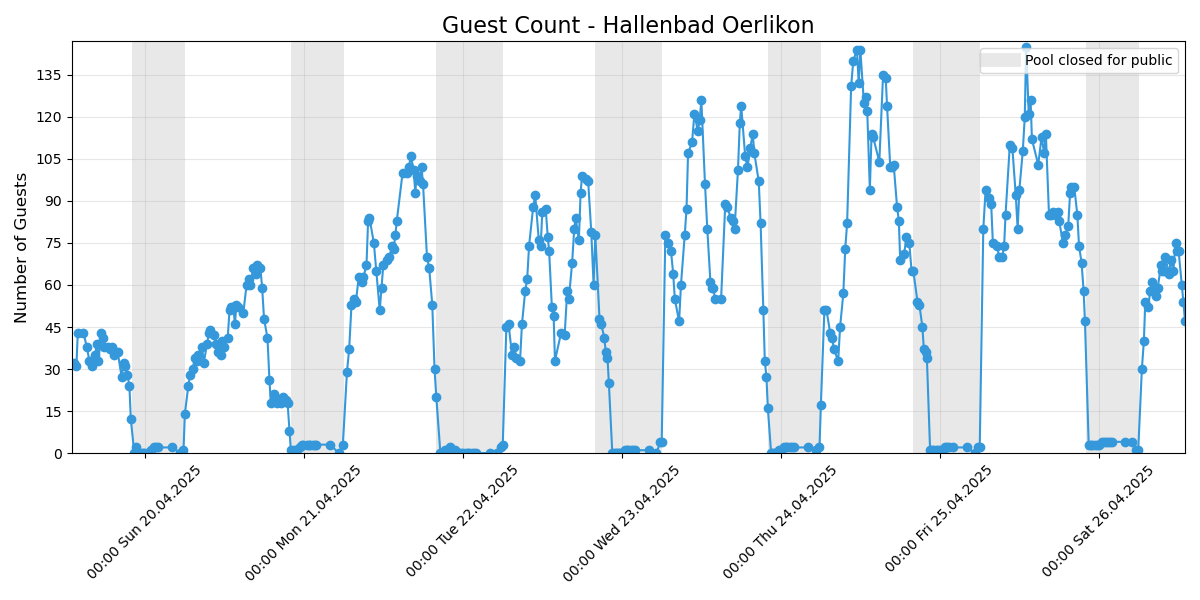 Guest Count - Hallenbad Oerlikon
Pool closed for public
Number of Guests
135
120
105
90
75
60
45
30
15
0
00:00 Sun 20.04.2025
00:00 Mon 21.04.2025
00:00 Tue 22.04.2025
00:00 Wed 23.04.2025
00:00 Thu 24.04.2025
00:00 Fri 25.04.2025
00:00 Sat 26.04.2025